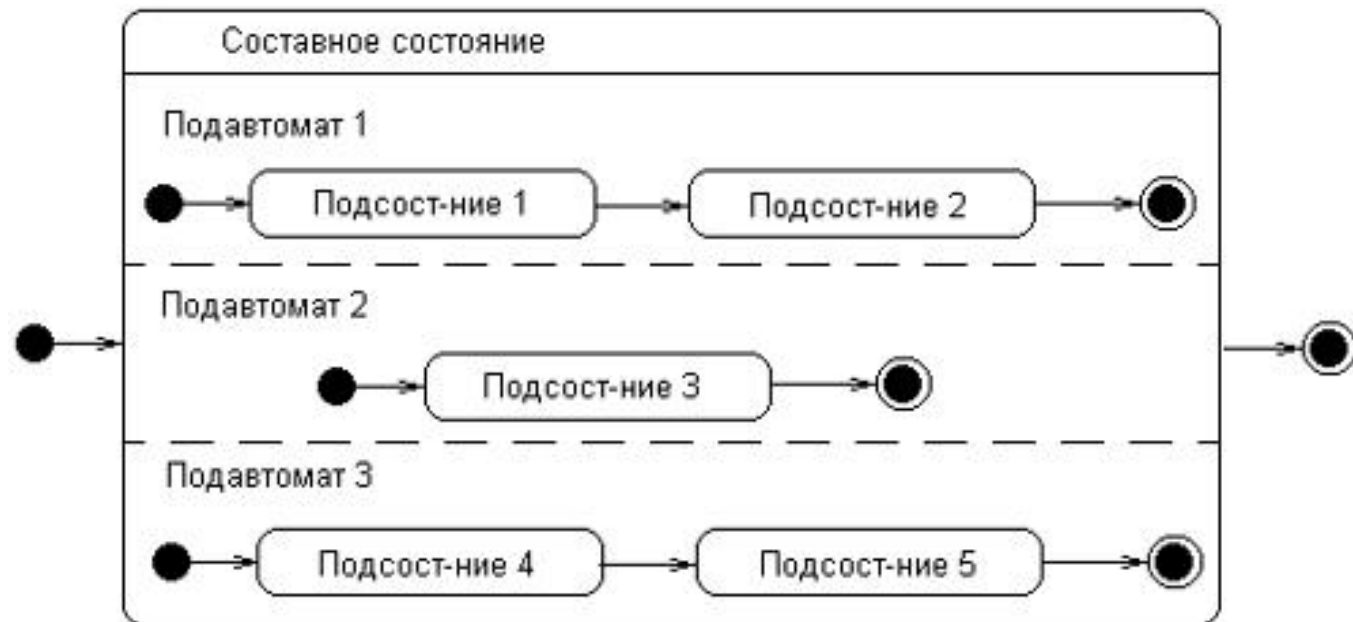 Составное состояние
Подавтомат 1
Подсост-ние 1
Подсост-ние 2
Подавтомат 2
Подсост-ние 3
Подавтомат 3
Подсост-ние 4
Подсост-ние 5